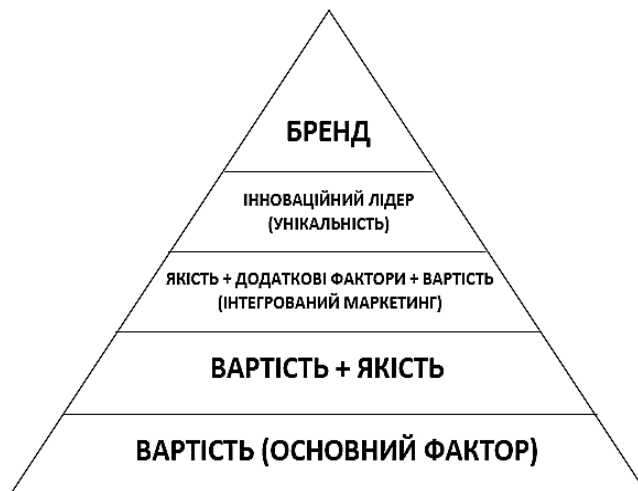 БРЕНД
ІННОВАЦІЙНИЙ ЛІДЕР
(УНІКАЛЬНІСТЬ)
ЯКІСТЬ + ДОДАТКОВІ ФАКТОРИ + ВАРТІСТЬ
(ІНТЕГРОВАНИЙ МАРКЕТИНГ)
ВАРТІСТЬ + ЯКІСТЬ
ВАРТІСТЬ (ОСНОВНИЙ ФАКТОР)